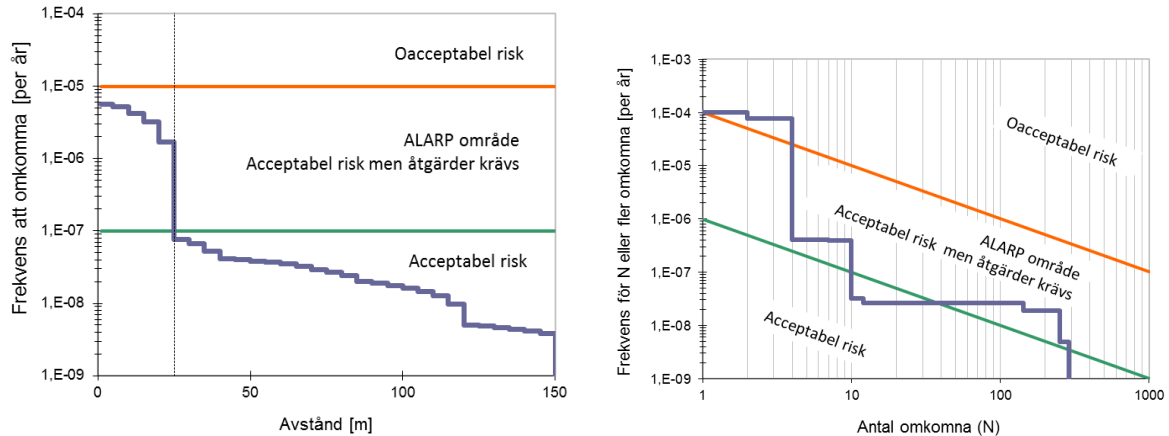 Frekvens att omkomma [per år]
1,E-04
1,E-05
1,E-06
1,E-07
1,E-08
1,E-09
Oacceptabel risk
ALARP område
Acceptabel risk men åtgärder krävs
Acceptabel risk
0
50
100
150
Avstånd [m]
Frekvens för N eller fler omkomna [per år]
1,E-03
1,E-04
1,E-05
1,E-06
1,E-07
1,E-08
1,E-09
Oacceptabel risk
ALARP område
Acceptabel risk men åtgärder krävs
Acceptabel risk
1
10
100
1000
Antal omkomna (N)